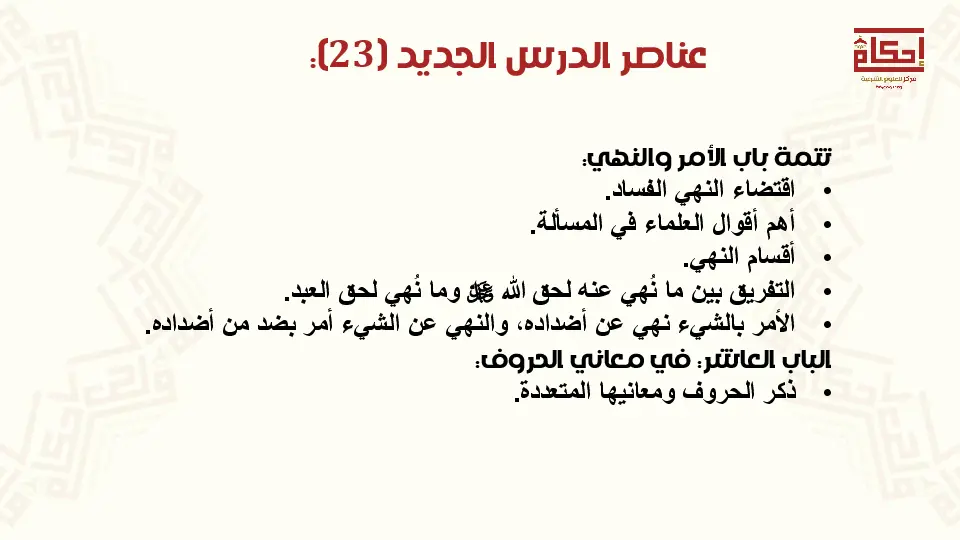 عناصر الدرس الجديد (23):
إحكام
مركز للعلوم الشرعية
تتمة باب الأمر والنهي:
• اقتضاء النهي الفساد.
• أهم أقوال العلماء في المسألة.
• أقسام النهي.
• التفريق بين ما نُهي عنه لحق الله ﷻ وما نُهي لحق العبد.
• الأمر بالشيء نهي عن أضداده، والنهي عن الشيء أمر بضد من أضداده.
الباب العاشر: في معاني الحروف:
• ذكر الحروف ومعانيها المتعددة.